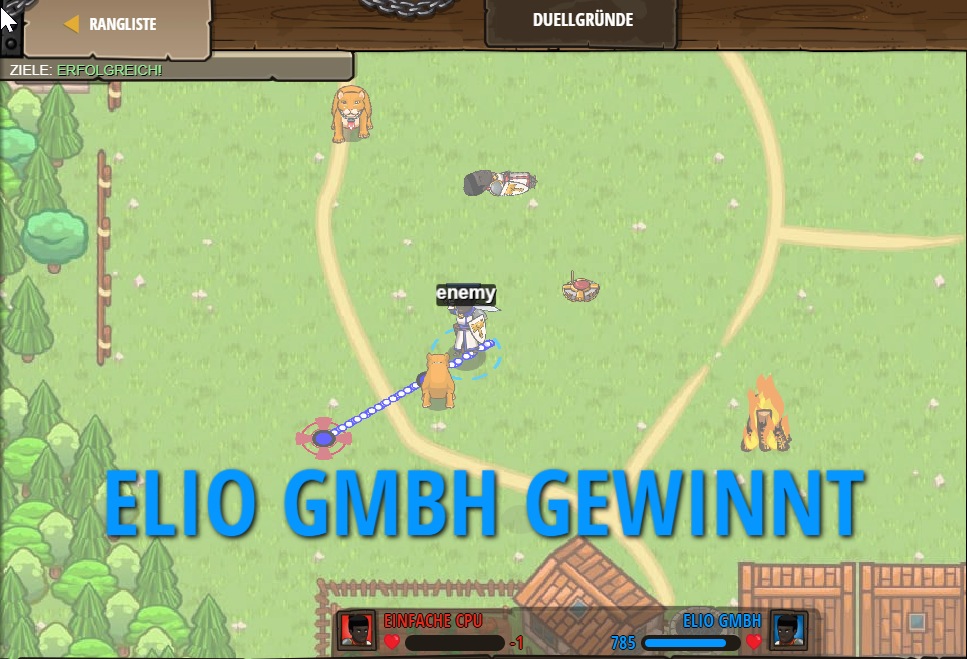 RANGLISTE
DUELLGRÜNDE
ZIELE: ERFOLGREICH!
enemy
ELIO GMBH GEWINNT
EINFACHE CPU
-1
ELIO GMBH
785